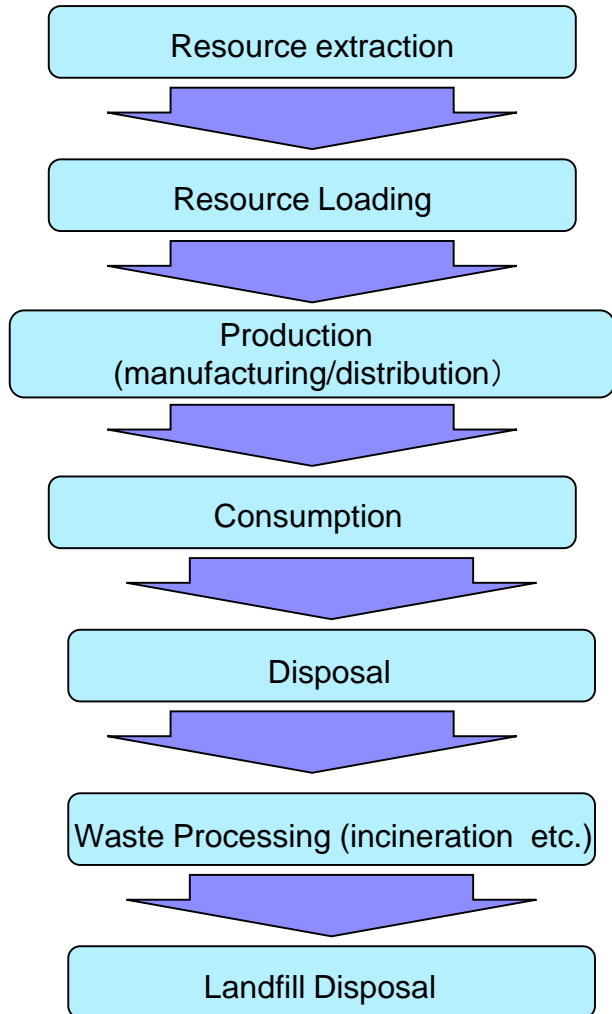 Resource extraction
Resource Loading
Production
(manufacturing/distribution）
Consumption
Disposal
Waste Processing (incineration etc.)
Landfill Disposal